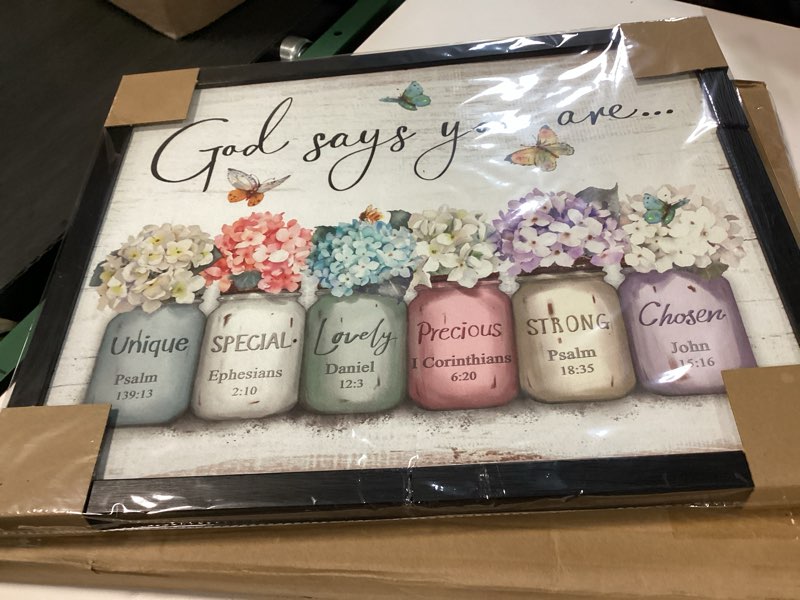 God says you are...
Unique
Psalm
139:13
SPECIAL
Ephesians
2:10
Lovely
Daniel
12:3
Precious
I Corinthians
6:20
STRONG
Psalm
18:35
Chosen
John
15:16